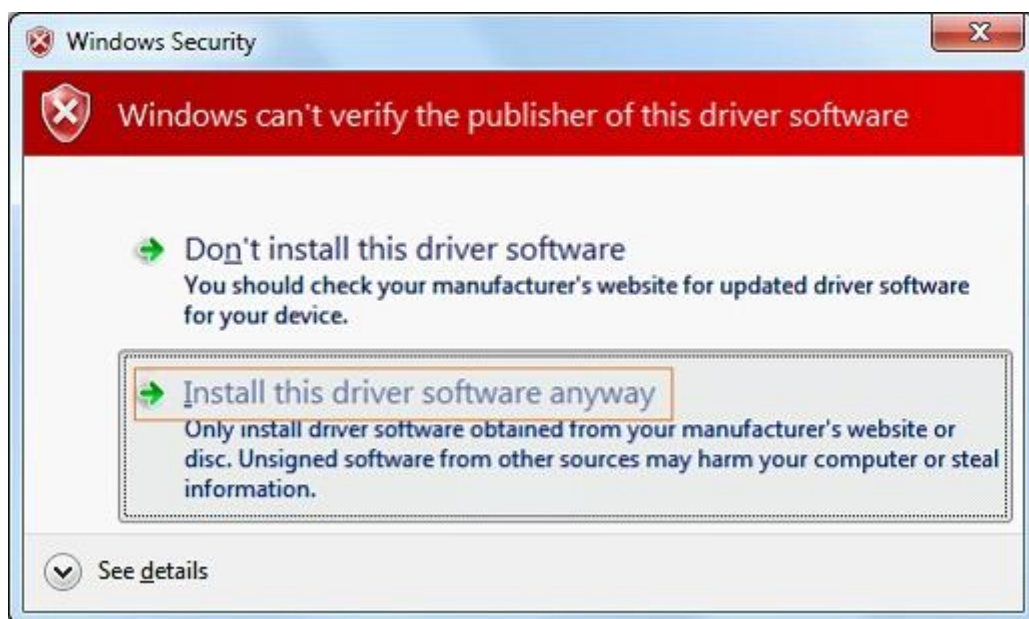 Windows Security
Windows can't verify the publisher of this driver software
Don't install this driver software
You should check your manufacturer's website for updated driver software
for your device.
Install this driver software anyway
Only install driver software obtained from your manufacturer's website or
disc. Unsigned software from other sources may harm your computer or steal
information.
See details